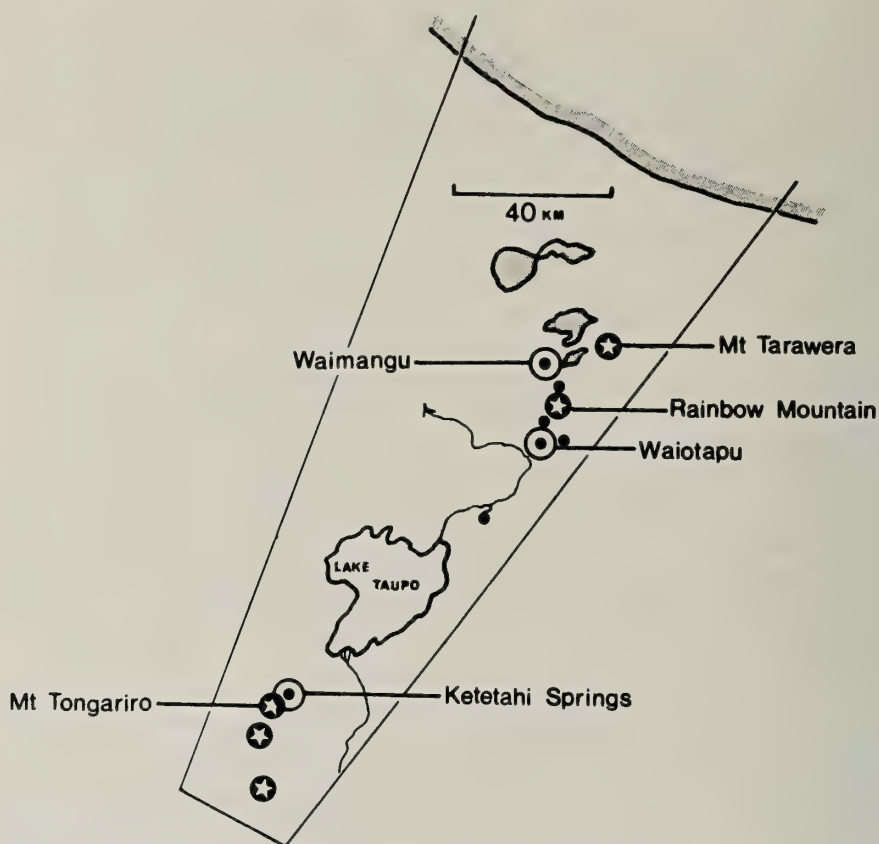 40 KM
Mt Tarawera
Waimangu
Rainbow Mountain
Waiotapu
LAKE
TAUPO
Mt Tongariro
Ketetahi Springs